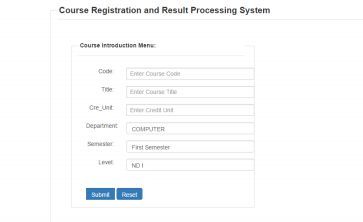 Course Registration and Result Processing System
Course Introduction Menu:
Code: Enter Course Code
Title: Enter Course Title
Cre_Unit: Enter Credit Unit
Department: COMPUTER
Semester: First Semester
Level: ND I
Submit Reset